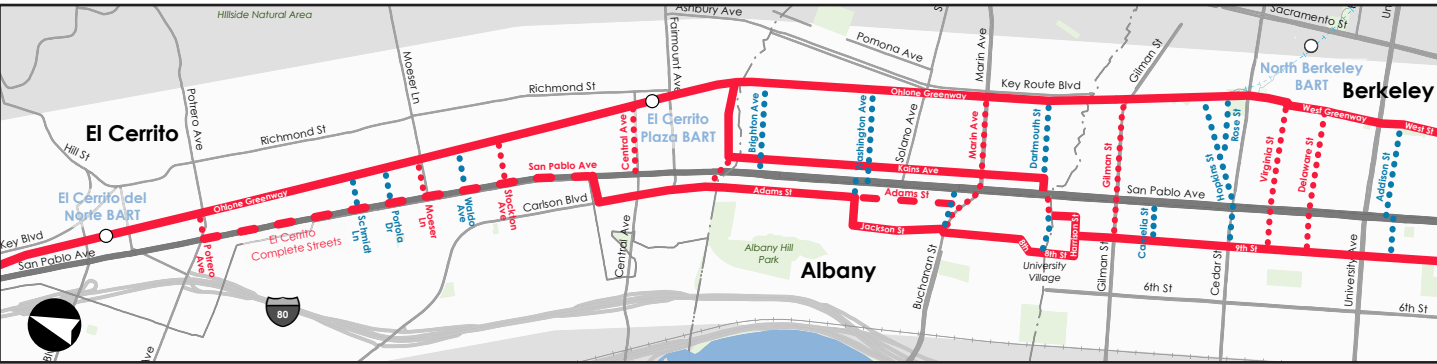 Hillside Natural Area
Ashbury Ave
Sacramento St
Pomona Ave
Fairmount Ave
Marin Ave
Gilman St
Moeser Ln
Key Route Blvd
North Berkeley
BART
Berkeley
Richmond St
Ohlone Greenway
Potrero Ave
El Cerrito
Richmond St
El Cerrito
Plaza BART
Central Ave
Brighton Ave
Washington Ave
Solano Ave
Marin Ave
Dartmouth St
Gilman St
Hopkins St
Rose St
Virginia St
Delaware St
West Greenway
West St
Addison St
Hill St
San Pablo Ave
Kains Ave
San Pablo Ave
El Cerrito del
Norte BART
Ohlone Greenway
Adams St
Adams St
Carlson Blvd
Stockton
Ave
Waldo
Ave
Moeser
Ln
Portola
Dr
Schmidt
Ln
El Cerrito
Complete Streets
Potrero
Ave
Key Blvd
San Pablo Ave
Jackson St
Harrison St
Camelia St
8th
8th St
9th St
Central Ave
Albany Hill
Park
Albany
Buchanan St
University
Village
Gilman St
Cedar St
University Ave
6th St
6th St
80
Ave